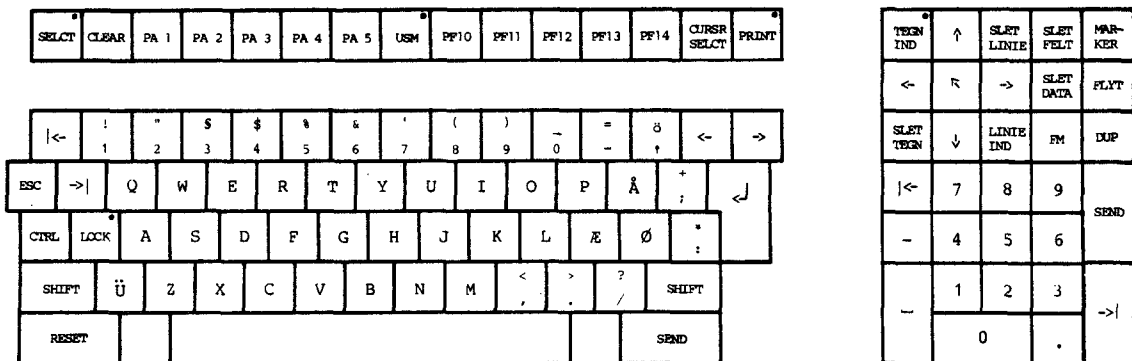 SELCT CLEAR PA 1 PA 2 PA 3 PA 4 PA 5 USM PF10 PF11 PF12 PF13 PF14 CURSR SELCT PRINT
|<- ! 1 " 2 S 3 $ 4 % 5 & 6 ' 7 ( 8 ) 9 _ 0 = - ö <- ->
ESC ->| Q W E R T Y U I O P Å + ;
CTRL LOCK A S D F G H J K L Æ Ø * :
SHIFT Ü Z X C V B N M < , > . ? / SHIFT
RESET SEND
TEGN IND ↑ SLET LINIE SLET FELT MAR- KER
<- ↖ -> SLET DATA FLYT
SLET TEGN ↓ LINIE IND FM DUP
|<- 7 8 9 SEND
- 4 5 6
1 2 3 ->|
0 .